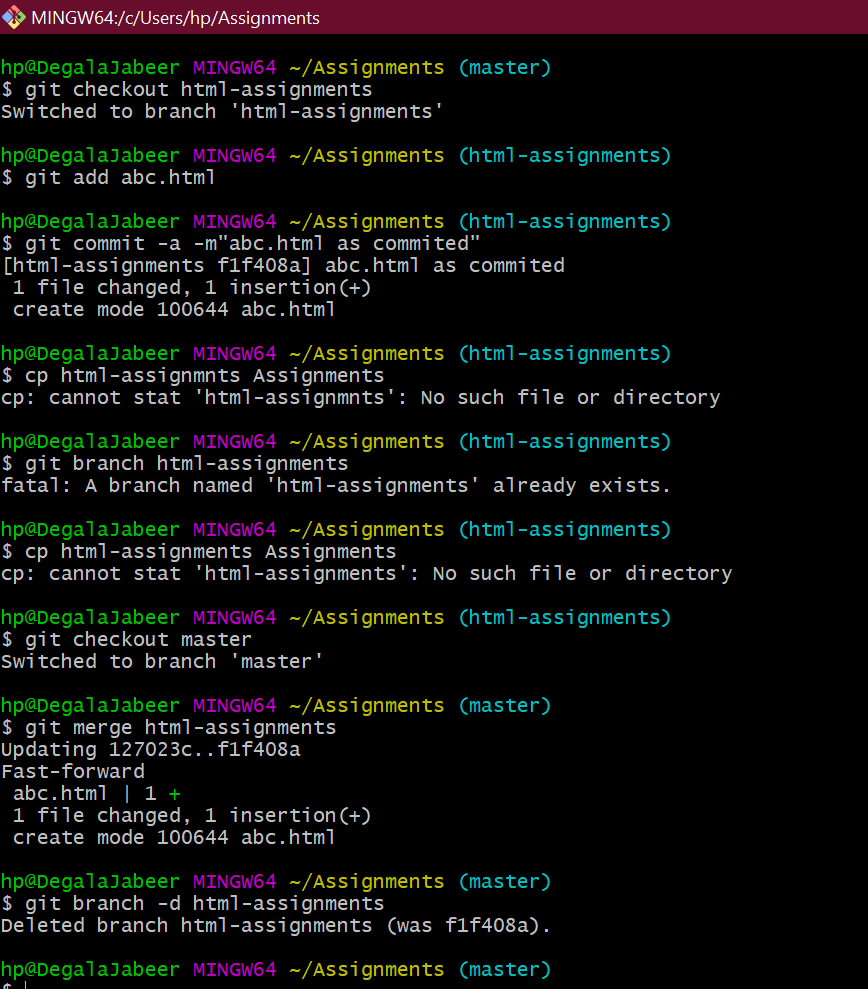 MINGW64:/c/Users/hp/Assignments
hp@DegalaJabeer MINGW64 ~/Assignments (master)
$ git checkout html-assignments
Switched to branch 'html-assignments'
hp@DegalaJabeer MINGW64 ~/Assignments (html-assignments)
$ git add abc.html
hp@DegalaJabeer MINGW64 ~/Assignments (html-assignments)
$ git commit -a -m"abc.html as commited"
[html-assignments f1f408a] abc.html as commited
 1 file changed, 1 insertion(+)
 create mode 100644 abc.html
hp@DegalaJabeer MINGW64 ~/Assignments (html-assignments)
$ cp html-assignmnts Assignments
cp: cannot stat 'html-assignmnts': No such file or directory
hp@DegalaJabeer MINGW64 ~/Assignments (html-assignments)
$ git branch html-assignments
fatal: A branch named 'html-assignments' already exists.
hp@DegalaJabeer MINGW64 ~/Assignments (html-assignments)
$ cp html-assignments Assignments
cp: cannot stat 'html-assignments': No such file or directory
hp@DegalaJabeer MINGW64 ~/Assignments (html-assignments)
$ git checkout master
Switched to branch 'master'
hp@DegalaJabeer MINGW64 ~/Assignments (master)
$ git merge html-assignments
Updating 127023c..f1f408a
Fast-forward
 abc.html | 1 +
 1 file changed, 1 insertion(+)
 create mode 100644 abc.html
hp@DegalaJabeer MINGW64 ~/Assignments (master)
$ git branch -d html-assignments
Deleted branch html-assignments (was f1f408a).
hp@DegalaJabeer MINGW64 ~/Assignments (master)
$